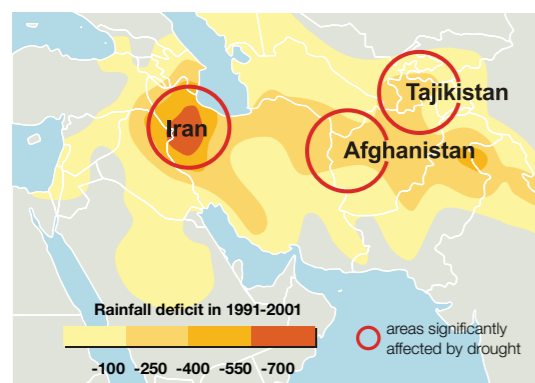 Tajikistan
Iran
Afghanistan
Rainfall deficit in 1991-2001
-100 -250 -400 -550 -700
areas significantly
affected by drought